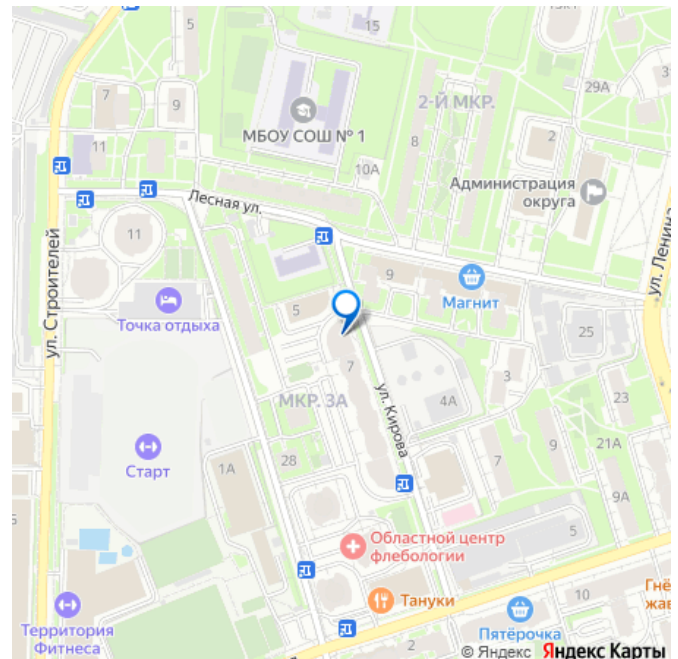 15к1
5
15
7
9
29А
2-Й МКР.
МБОУ СОШ № 1
8
2
11
10А
Администрация
округа
Лесная ул.
11
9
Магнит
ул. Строителей
ул. Ленина
Точка отдыха
5
25
7
3
МКР. 3А
4А
23
ул. Кирова
Старт
1А
28
7
9
21А
9А
Областной центр
флебологии
5
Тануки
10
Гнё
жав
Территория
Фитнеса
Пятёрочка
2
© Яндекс Яндекс Карты